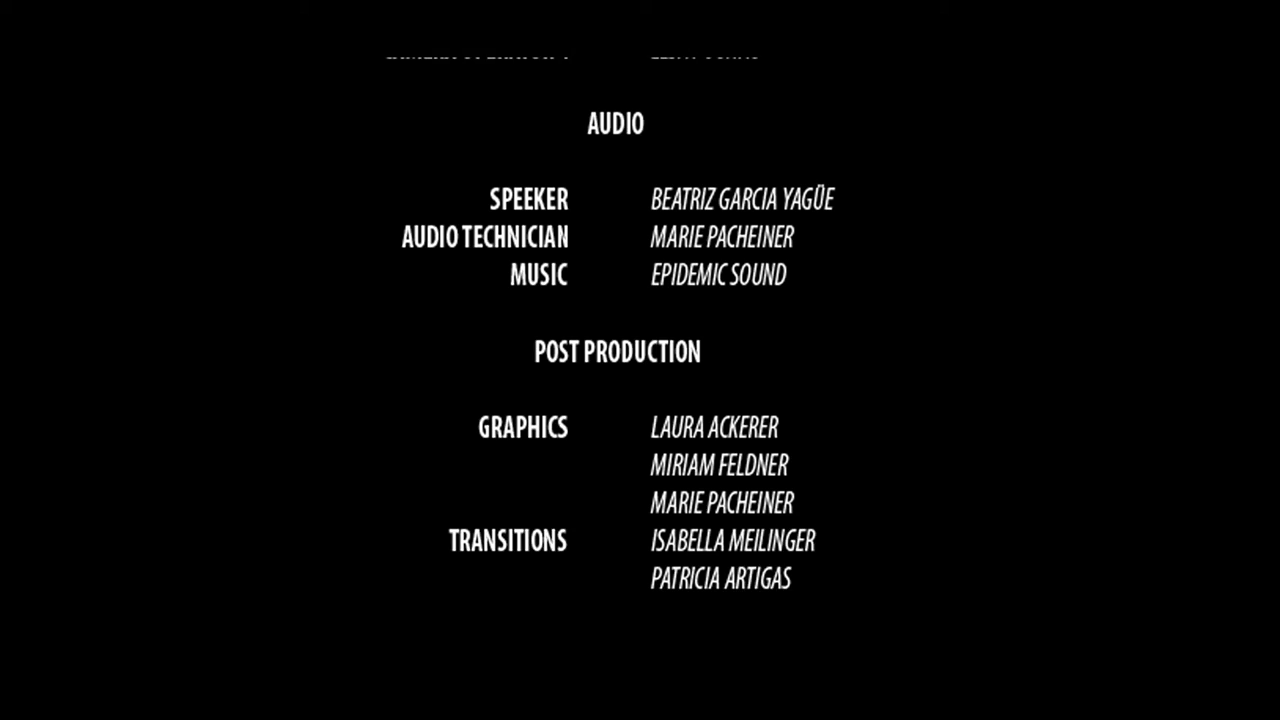 AUDIO
SPEEKER BEATRIZ GARCIA YAGÜE
AUDIO TECHNICIAN MARIE PACHEINER
MUSIC EPIDEMIC SOUND
POST PRODUCTION
GRAPHICS LAURA ACKERER
MIRIAM FELDNER
MARIE PACHEINER
TRANSITIONS ISABELLA MEILINGER
PATRICIA ARTIGAS